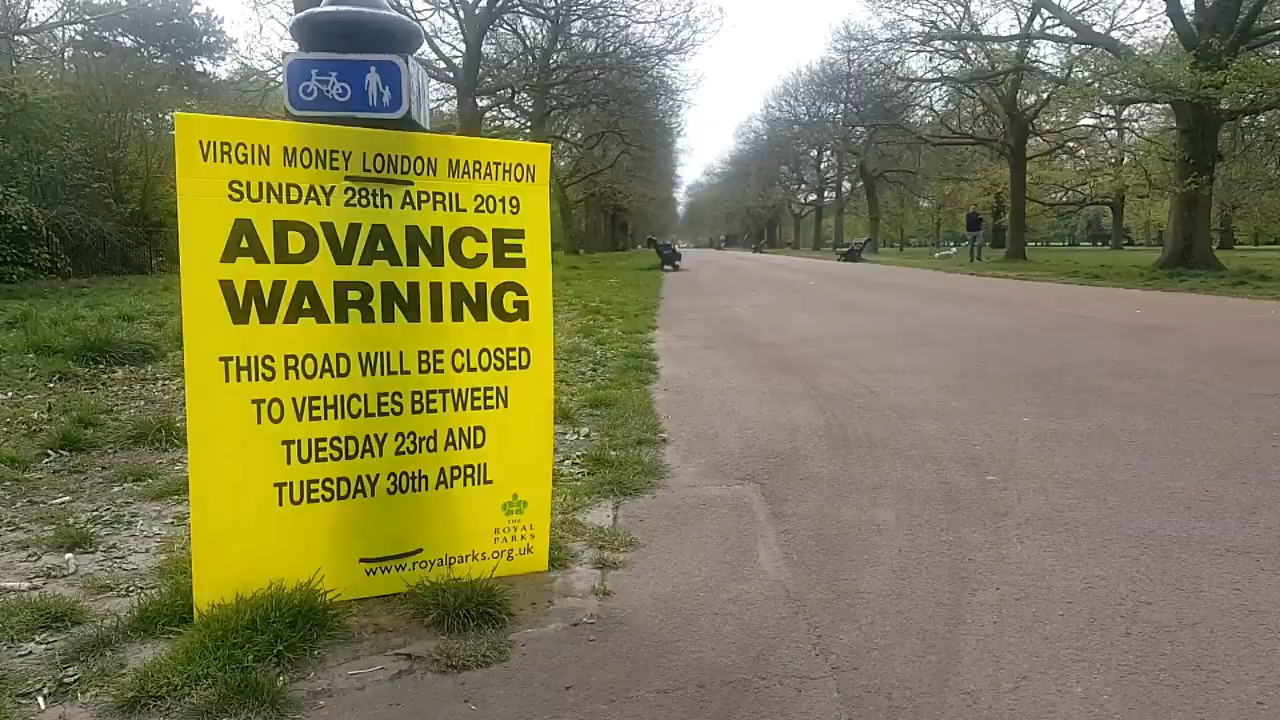 VIRGIN MONEY LONDON MARATHON
SUNDAY 28th APRIL 2019
ADVANCE
WARNING
THIS ROAD WILL BE CLOSED
TO VEHICLES BETWEEN
TUESDAY 23rd AND
TUESDAY 30th APRIL
THE
ROYAL
PARKS
www.royalparks.org.uk